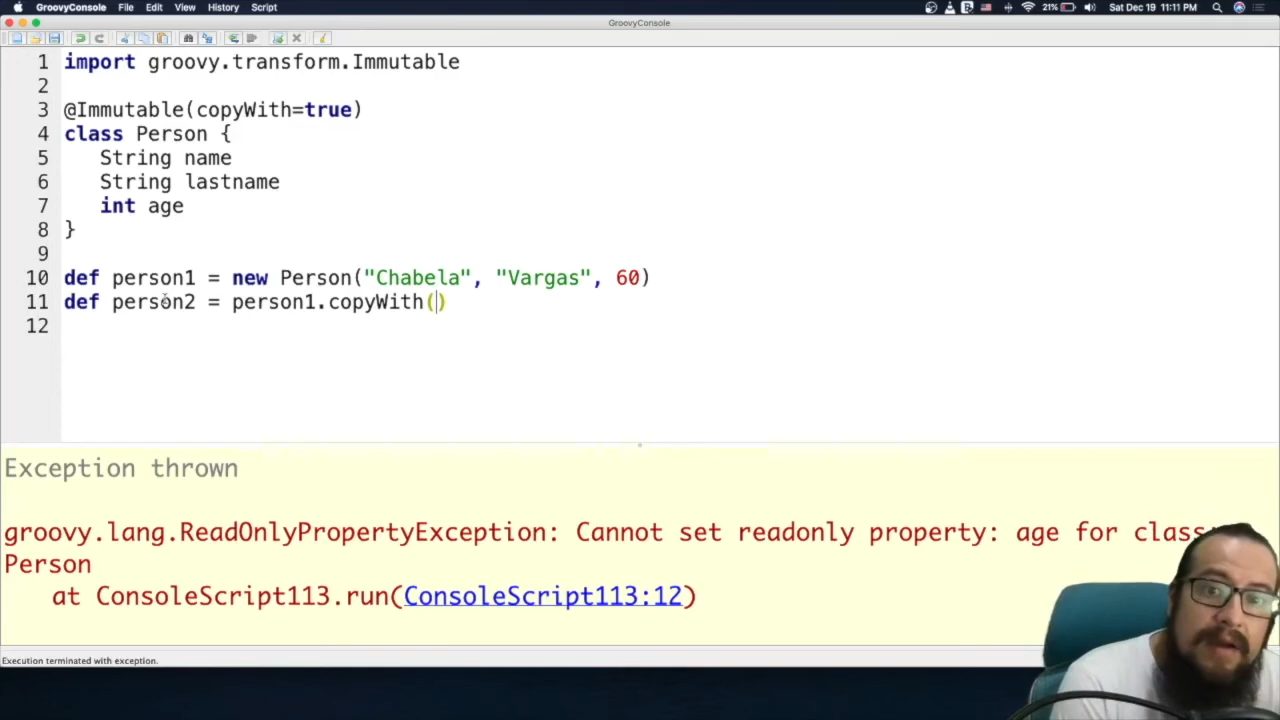 GroovyConsole File Edit View History Script 21% Sat Dec 19 11:11 PM
GroovyConsole
1 import groovy.transform.Immutable
2
3 @Immutable(copyWith=true)
4 class Person {
5 String name
6 String lastname
7 int age
8 }
9
10 def person1 = new Person("Chabela", "Vargas", 60)
11 def person2 = person1.copyWith()
12
Exception thrown
groovy.lang.ReadOnlyPropertyException: Cannot set readonly property: age for class:
Person
at ConsoleScript113.run(ConsoleScript113:12)
Execution terminated with exception.